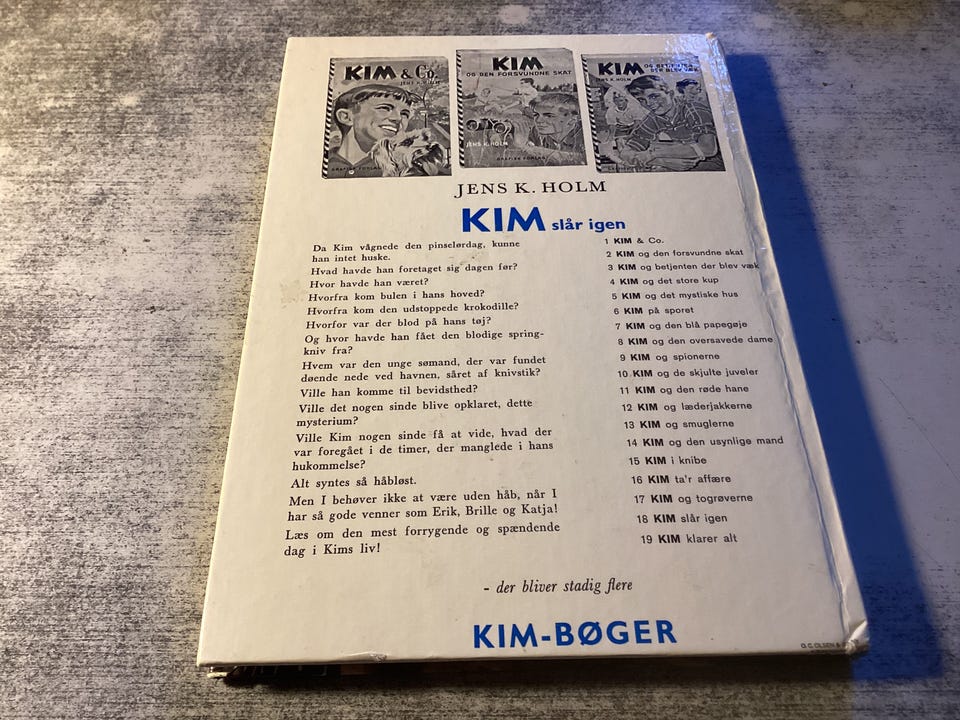 KIM & Co.
JENS K. HOLM
GRAFISK FORLAG
KIM
OG DEN FORSVUNDNE SKAT
JENS K. HOLM
GRAFISK FORLAG
KIM OG BETJENTEN
DER BLEV VÆK
JENS K. HOLM
JENS K. HOLM
KIM slår igen
Da Kim vågnede den pinselørdag, kunne
han intet huske.
Hvad havde han foretaget sig dagen før?
Hvor havde han været?
Hvorfra kom bulen i hans hoved?
Hvorfra kom den udstoppede krokodille?
Hvorfor var der blod på hans tøj?
Og hvor havde han fået den blodige spring-
kniv fra?
Hvem var den unge sømand, der var fundet
døende nede ved havnen, såret af knivstik?
Ville han komme til bevidsthed?
Ville det nogen sinde blive opklaret, dette
mysterium?
Ville Kim nogen sinde få at vide, hvad der
var foregået i de timer, der manglede i hans
hukommelse?
Alt syntes så håbløst.
Men I behøver ikke at være uden håb, når I
har så gode venner som Erik, Brille og Katja!
Læs om den mest forrygende og spændende
dag i Kims liv!
1 KIM & Co.
2 KIM og den forsvundne skat
3 KIM og betjenten der blev væk
4 KIM og det store kup
5 KIM og det mystiske hus
6 KIM på sporet
7 KIM og den blå papegøje
8 KIM og den oversavede dame
9 KIM og spionerne
10 KIM og de skjulte juveler
11 KIM og den røde hane
12 KIM og læderjakkerne
13 KIM og smuglerne
14 KIM og den usynlige mand
15 KIM i knibe
16 KIM ta'r affære
17 KIM og togrøverne
18 KIM slår igen
19 KIM klarer alt
- der bliver stadig flere
KIM-BØGER
O. C. OLSEN &